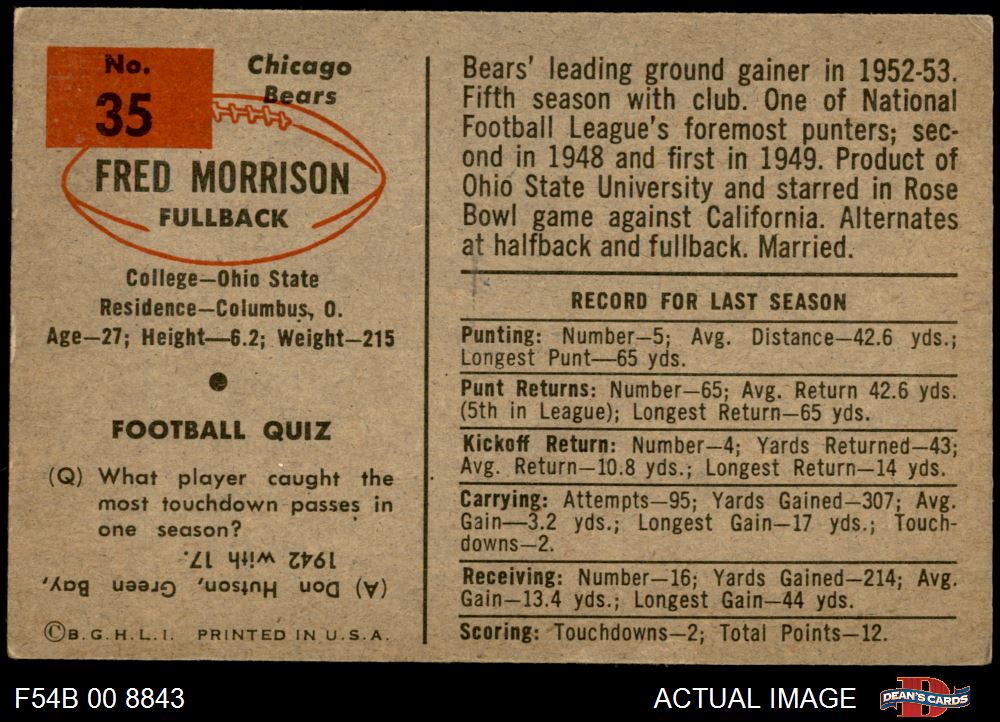 No.
35
Chicago
Bears
FRED MORRISON
FULLBACK
College—Ohio State
Residence—Columbus, O.
Age—27; Height—6.2; Weight—215
FOOTBALL QUIZ
(Q) What player caught the
most touchdown passes in
one season?
(A) Don Hutson, Green Bay,
1942 with 17.
©B.G.H.L.I. PRINTED IN U.S.A.
Bears' leading ground gainer in 1952-53.
Fifth season with club. One of National
Football League's foremost punters; sec-
ond in 1948 and first in 1949. Product of
Ohio State University and starred in Rose
Bowl game against California. Alternates
at halfback and fullback. Married.
RECORD FOR LAST SEASON
Punting: Number—5; Avg. Distance—42.6 yds.;
Longest Punt—65 yds.
Punt Returns: Number—65; Avg. Return 42.6 yds.
(5th in League); Longest Return—65 yds.
Kickoff Return: Number—4; Yards Returned—43;
Avg. Return—10.8 yds.; Longest Return—14 yds.
Carrying: Attempts—95; Yards Gained—307; Avg.
Gain—3.2 yds.; Longest Gain—17 yds.; Touch-
downs—2.
Receiving: Number—16; Yards Gained—214; Avg.
Gain—13.4 yds.; Longest Gain—44 yds.
Scoring: Touchdowns—2; Total Points—12.
F54B 00 8843
ACTUAL IMAGE
DEAN'S CARDS